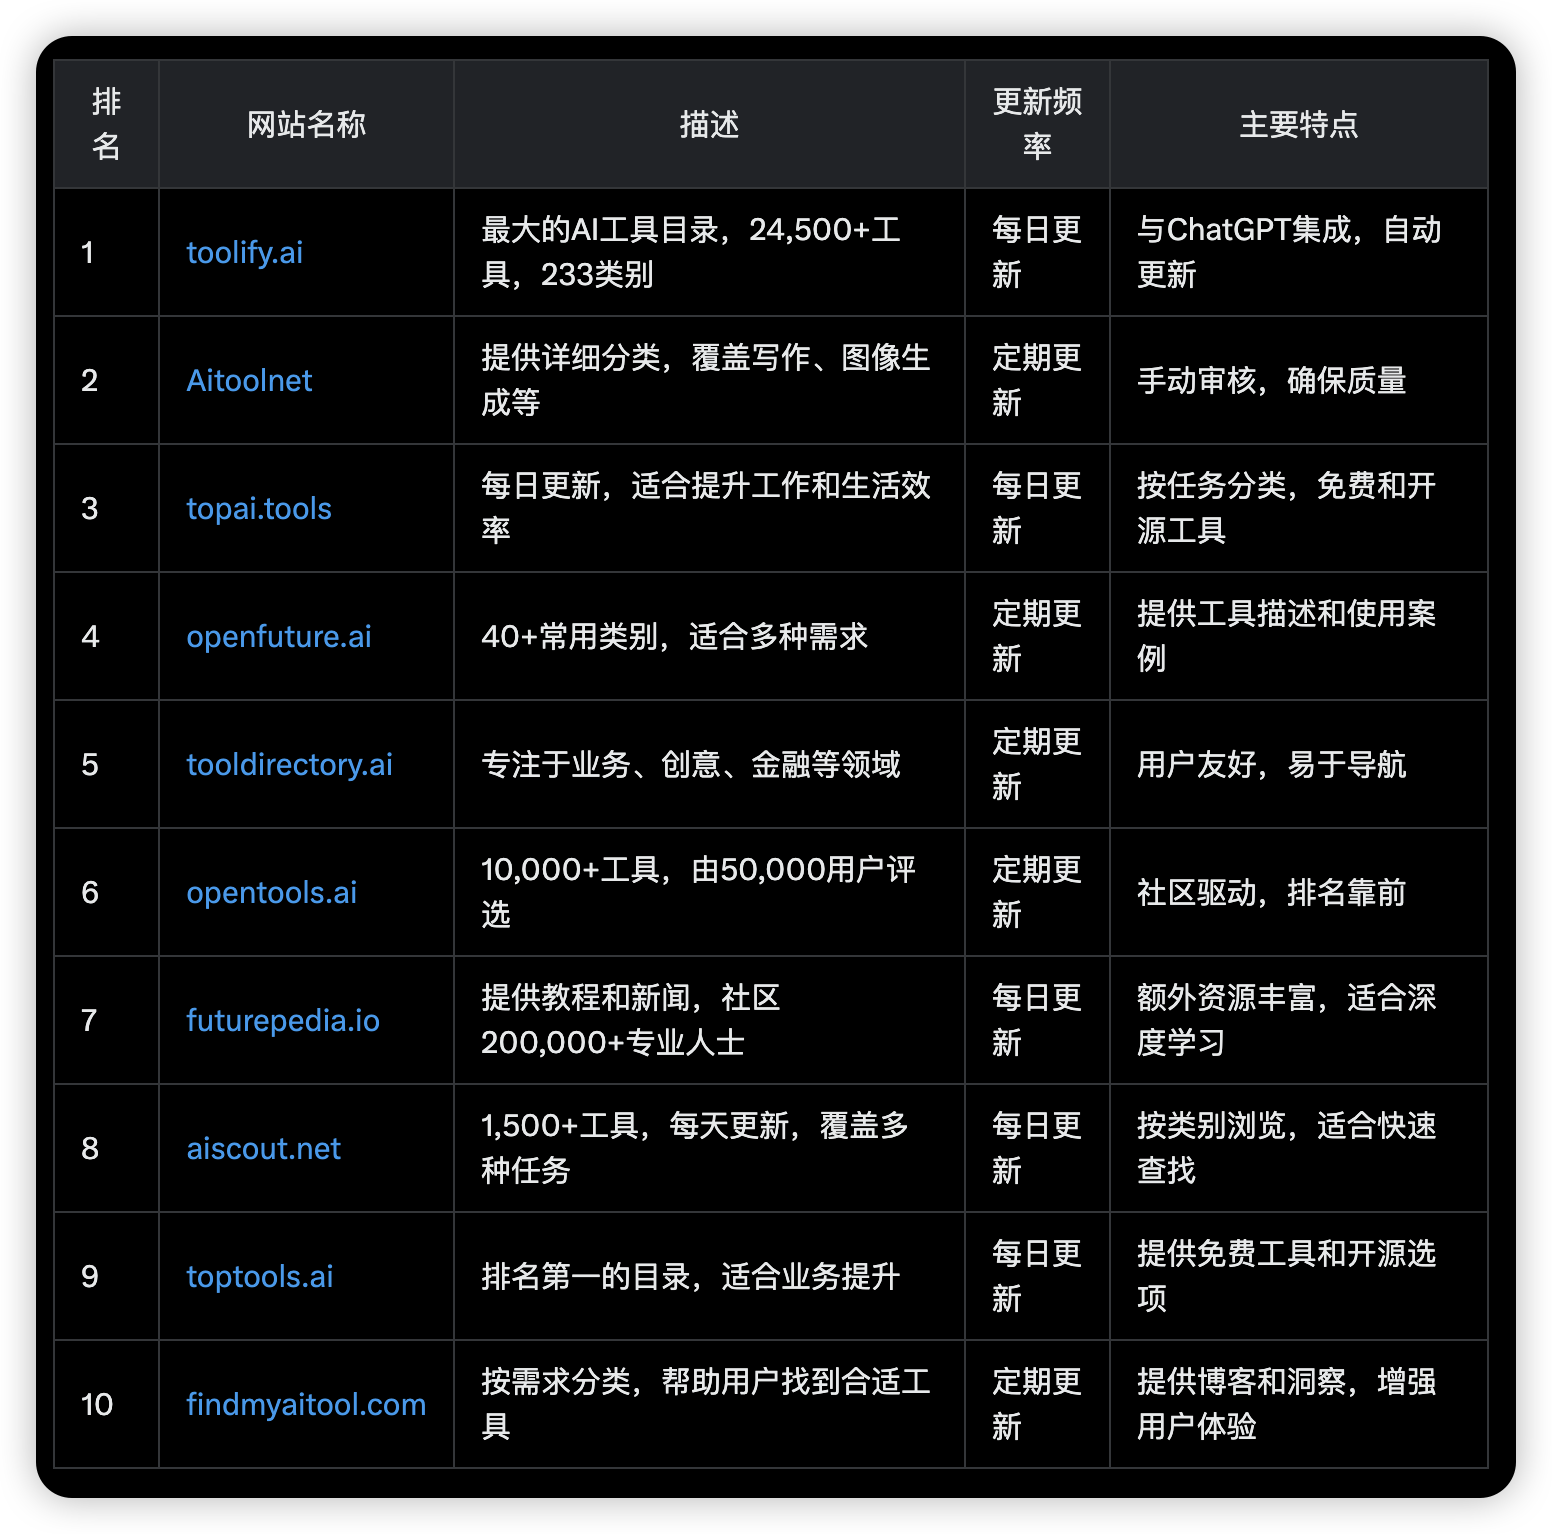 排
名
网站名称
描述
更新频
率
主要特点
1
toolify.ai
最大的AI工具目录，24,500+工
具，233类别
每日更
新
与ChatGPT集成，自动
更新
2
Aitoolnet
提供详细分类，覆盖写作、图像生
成等
定期更
新
手动审核，确保质量
3
topai.tools
每日更新，适合提升工作和生活效
率
每日更
新
按任务分类，免费和开
源工具
4
openfuture.ai
40+常用类别，适合多种需求
定期更
新
提供工具描述和使用案
例
5
tooldirectory.ai
专注于业务、创意、金融等领域
定期更
新
用户友好，易于导航
6
opentools.ai
10,000+工具，由50,000用户评
选
定期更
新
社区驱动，排名靠前
7
futurepedia.io
提供教程和新闻，社区
200,000+专业人士
每日更
新
额外资源丰富，适合深
度学习
8
aiscout.net
1,500+工具，每天更新，覆盖多
种任务
每日更
新
按类别浏览，适合快速
查找
9
toptools.ai
排名第一的目录，适合业务提升
每日更
新
提供免费工具和开源选
项
10
findmyaitool.com
按需求分类，帮助用户找到合适工
具
定期更
新
提供博客和洞察，增强
用户体验